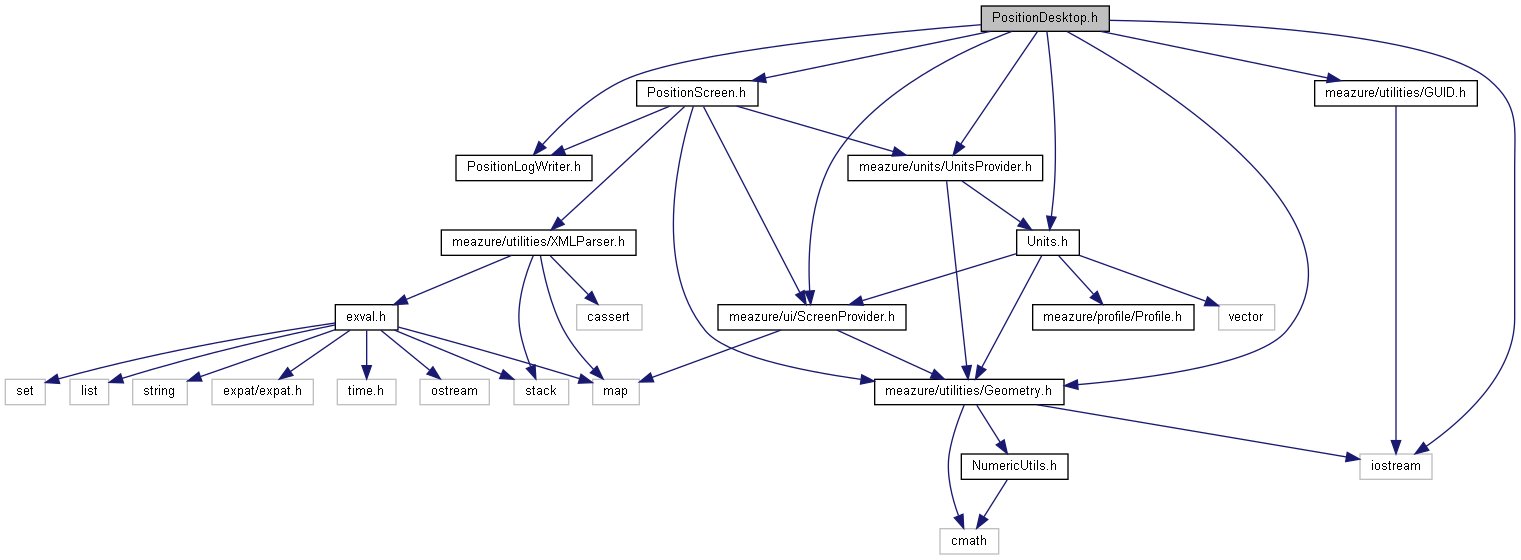 PositionDesktop.h
PositionScreen.h
meazure/utilities/GUID.h
PositionLogWriter.h
meazure/units/UnitsProvider.h
meazure/utilities/XMLParser.h
Units.h
exval.h
cassert
meazure/ui/ScreenProvider.h
meazure/profile/Profile.h
vector
set
list
string
expat/expat.h
time.h
ostream
stack
map
meazure/utilities/Geometry.h
NumericUtils.h
iostream
cmath